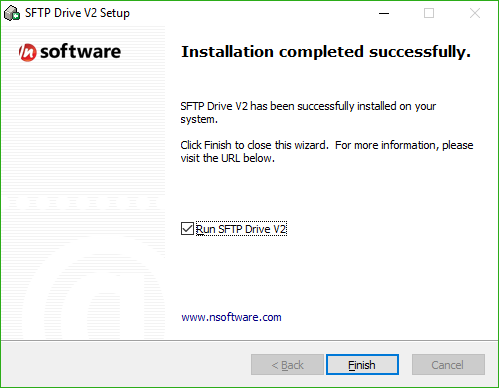 SFTP Drive V2 Setup
n software
Installation completed successfully.
SFTP Drive V2 has been successfully installed on your
system.
Click Finish to close this wizard.  For more information, please
visit the URL below.
Run SFTP Drive V2
www.nsoftware.com
< Back
Finish
Cancel